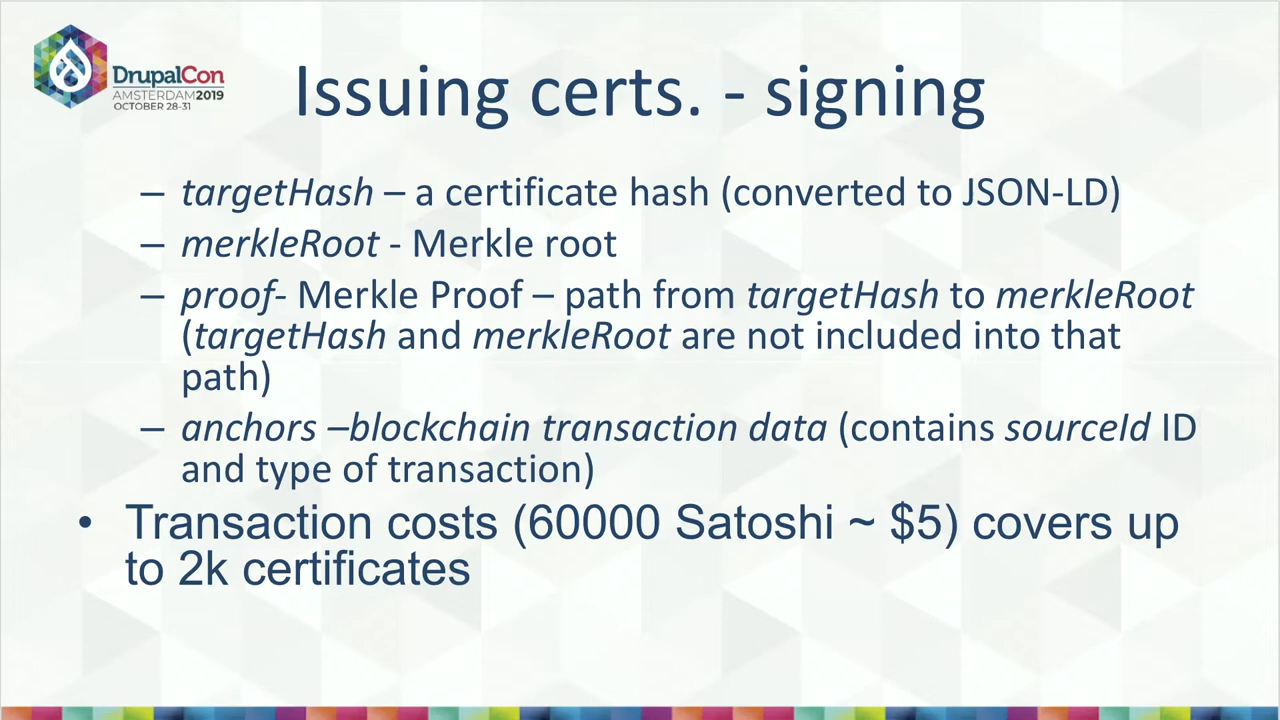 DrupalCon
AMSTERDAM2019
OCTOBER 28-31
Issuing certs. - signing
– targetHash – a certificate hash (converted to JSON-LD)
– merkleRoot - Merkle root
– proof- Merkle Proof – path from targetHash to merkleRoot
(targetHash and merkleRoot are not included into that
path)
– anchors –blockchain transaction data (contains sourceId ID
and type of transaction)
• Transaction costs (60000 Satoshi ~ $5) covers up
to 2k certificates